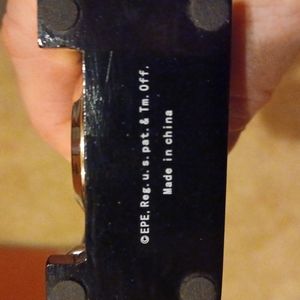 ©EPE, Reg. u. s. pat. & Tm. Off.
Made in china